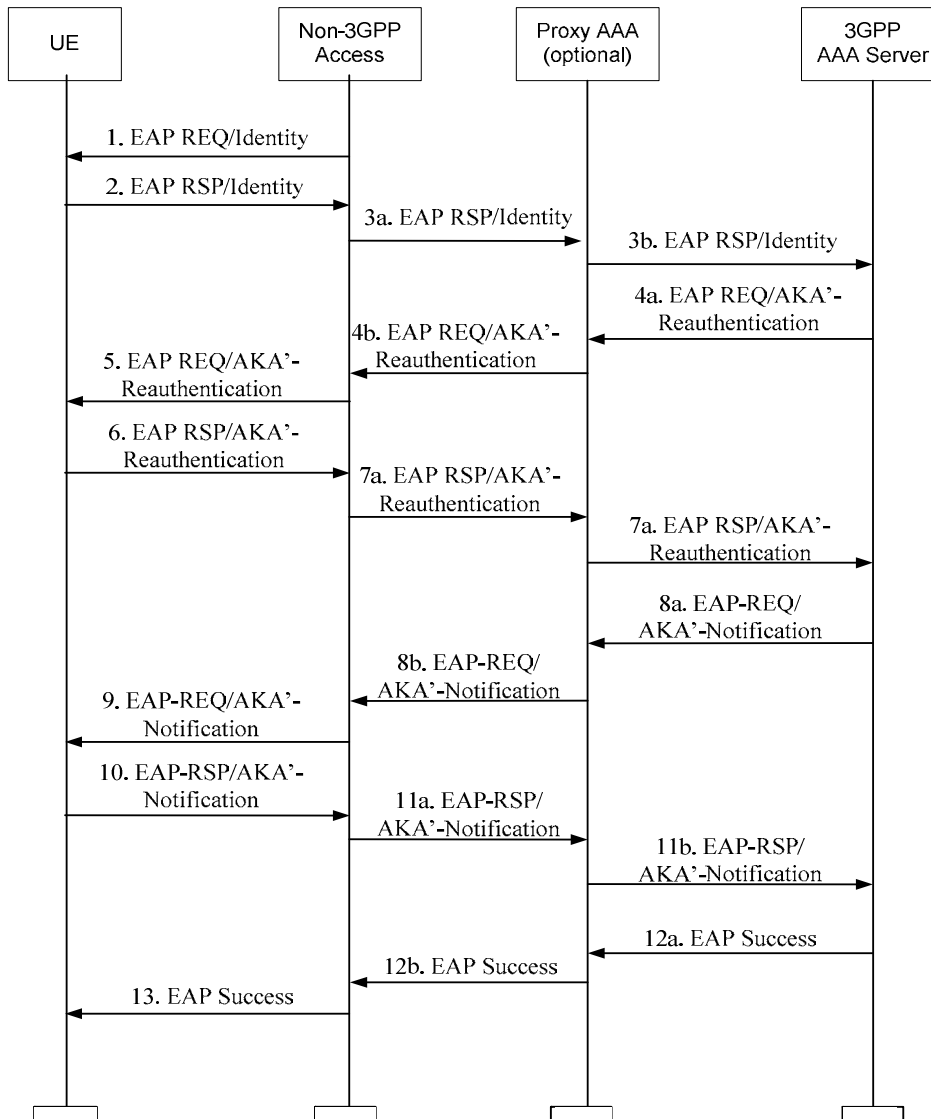 UE
Non-3GPP
Access
Proxy AAA
(optional)
3GPP
AAA Server
1. EAP REQ/Identity
2. EAP RSP/Identity
3a. EAP RSP/Identity
3b. EAP RSP/Identity
4a. EAP REQ/AKA’-
Reauthentication
4b. EAP REQ/AKA’-
Reauthentication
5. EAP REQ/AKA’-
Reauthentication
6. EAP RSP/AKA’-
Reauthentication
7a. EAP RSP/AKA’-
Reauthentication
7a. EAP RSP/AKA’-
Reauthentication
8a. EAP-REQ/
AKA’-Notification
8b. EAP-REQ/
AKA’-Notification
9. EAP-REQ/AKA’-
Notification
10. EAP-RSP/AKA’-
Notification
11a. EAP-RSP/
AKA’-Notification
11b. EAP-RSP/
AKA’-Notification
12a. EAP Success
12b. EAP Success
13. EAP Success